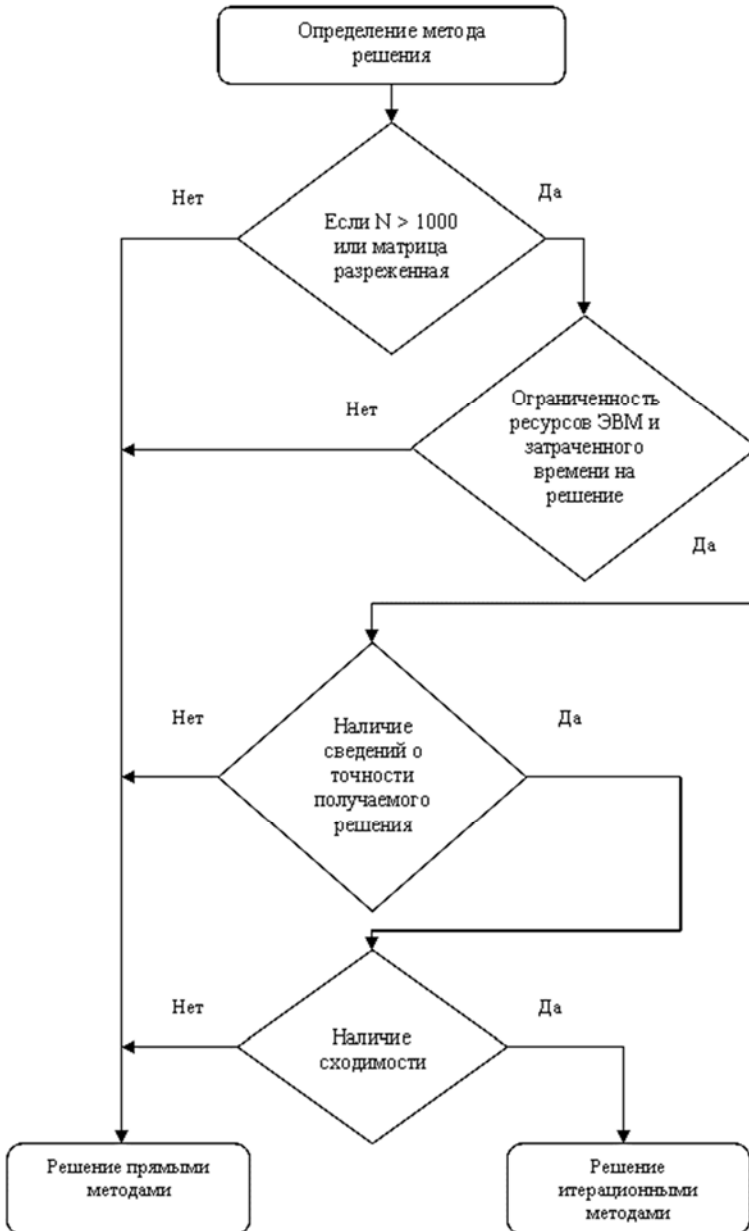 Определение метода
решения
Нет
Да
Если N > 1000
или матрица
разреженная
Нет
Ограниченность
ресурсов ЭВМ и
затраченного
времени на
решение
Да
Нет
Да
Наличие
сведений о
точности
получаемого
решения
Нет
Да
Наличие
сходимости
Решение прямыми
методами
Решение
итерационными
методами